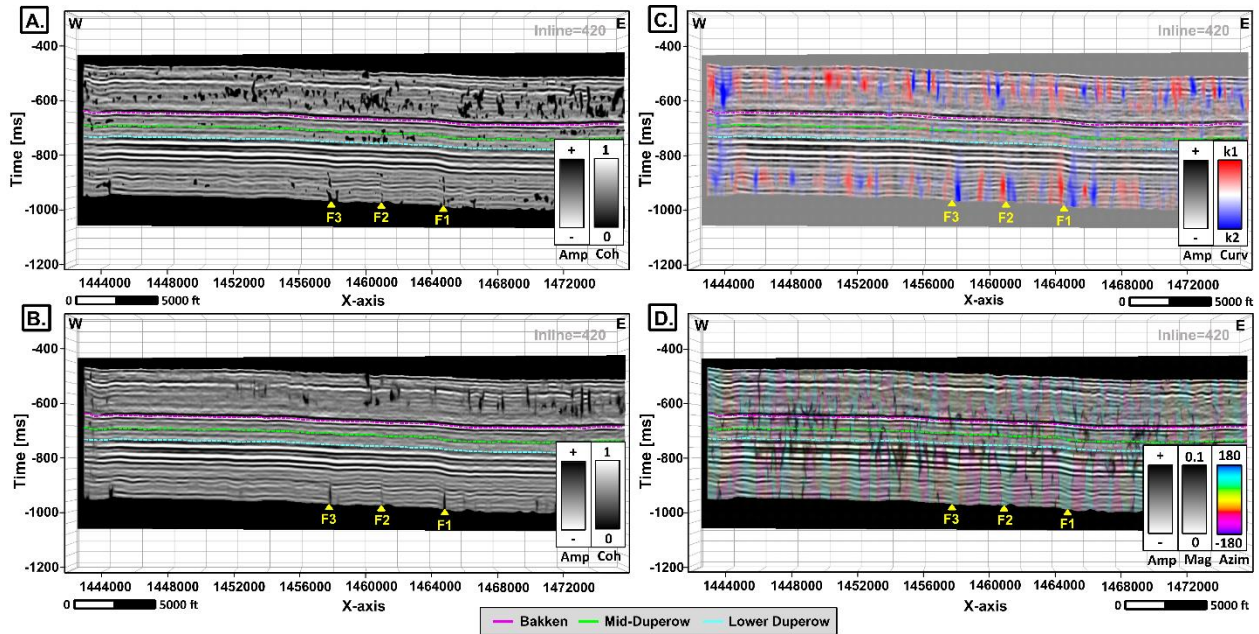 A.
W
E
Inline=420
Time [ms]
-400
-600
-800
-1000
-1200
F3
F2
F1
+
1
-
0
Amp
Coh
1444000 1448000 1452000 1456000 1460000 1464000 1468000 1472000
0 5000 ft
X-axis
C.
W
E
Inline=420
Time [ms]
-400
-600
-800
-1000
-1200
F3
F2
F1
+
k1
-
k2
Amp
Curv
1444000 1448000 1452000 1456000 1460000 1464000 1468000 1472000
X-axis
0 5000 ft
B.
W
E
Inline=420
Time [ms]
-400
-600
-800
-1000
-1200
F3
F2
F1
+
1
-
0
Amp
Coh
1444000 1448000 1452000 1456000 1460000 1464000 1468000 1472000
0 5000 ft
X-axis
D.
W
E
Inline=420
Time [ms]
-400
-600
-800
-1000
-1200
F3
F2
F1
+
0.1
180
-
0
-180
Amp
Mag
Azim
1444000 1448000 1452000 1456000 1460000 1464000 1468000 1472000
X-axis
0 5000 ft
Bakken Mid-Duperow Lower Duperow